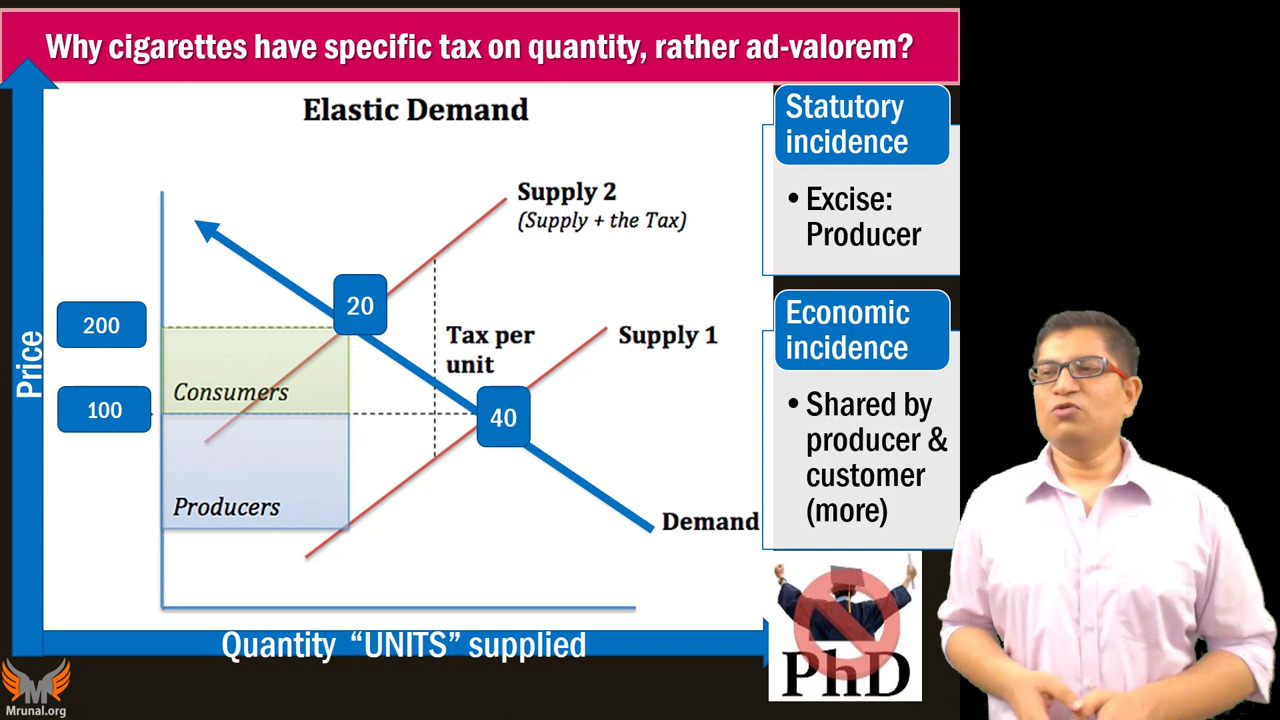 Why cigarettes have specific tax on quantity, rather ad-valorem?
Elastic Demand
Supply 2
(Supply + the Tax)
20
200
Tax per
unit
Supply 1
Price
Consumers
100
40
Producers
Demand
Quantity “UNITS” supplied
Statutory
incidence
• Excise:
Producer
Economic
incidence
• Shared by
producer &
customer
(more)
PhD
Mrunal.org